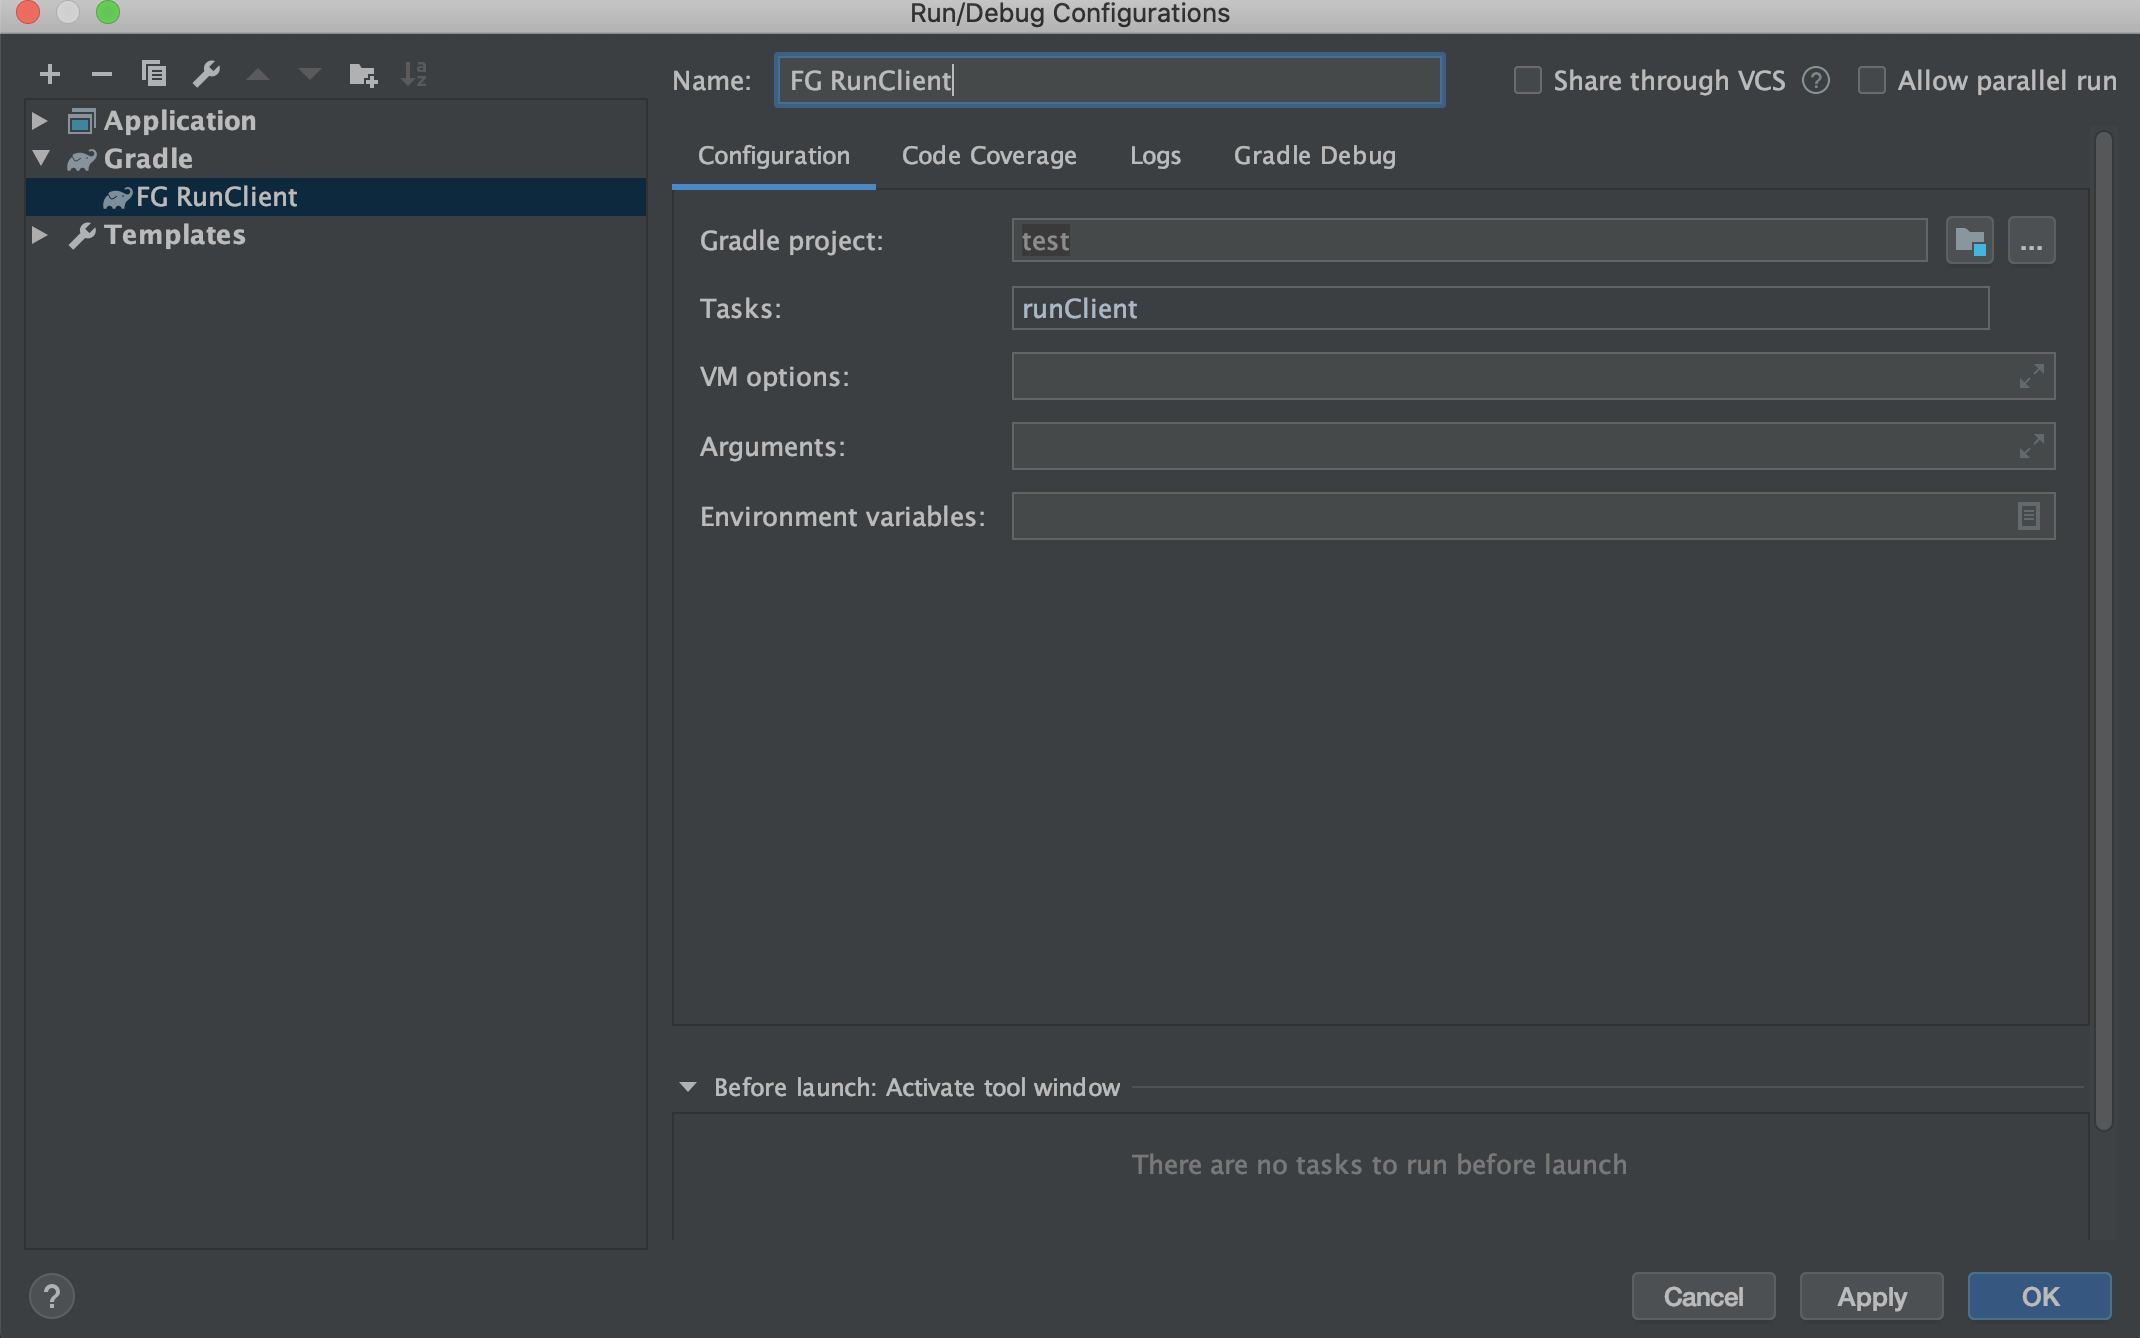 Run/Debug Configurations
Name: FG RunClient
Share through VCS ? Allow parallel run
Application
Gradle
FG RunClient
Templates
Configuration Code Coverage Logs Gradle Debug
Gradle project: test ...
Tasks: runClient
VM options:
Arguments:
Environment variables:
Before launch: Activate tool window
There are no tasks to run before launch
? Cancel Apply OK